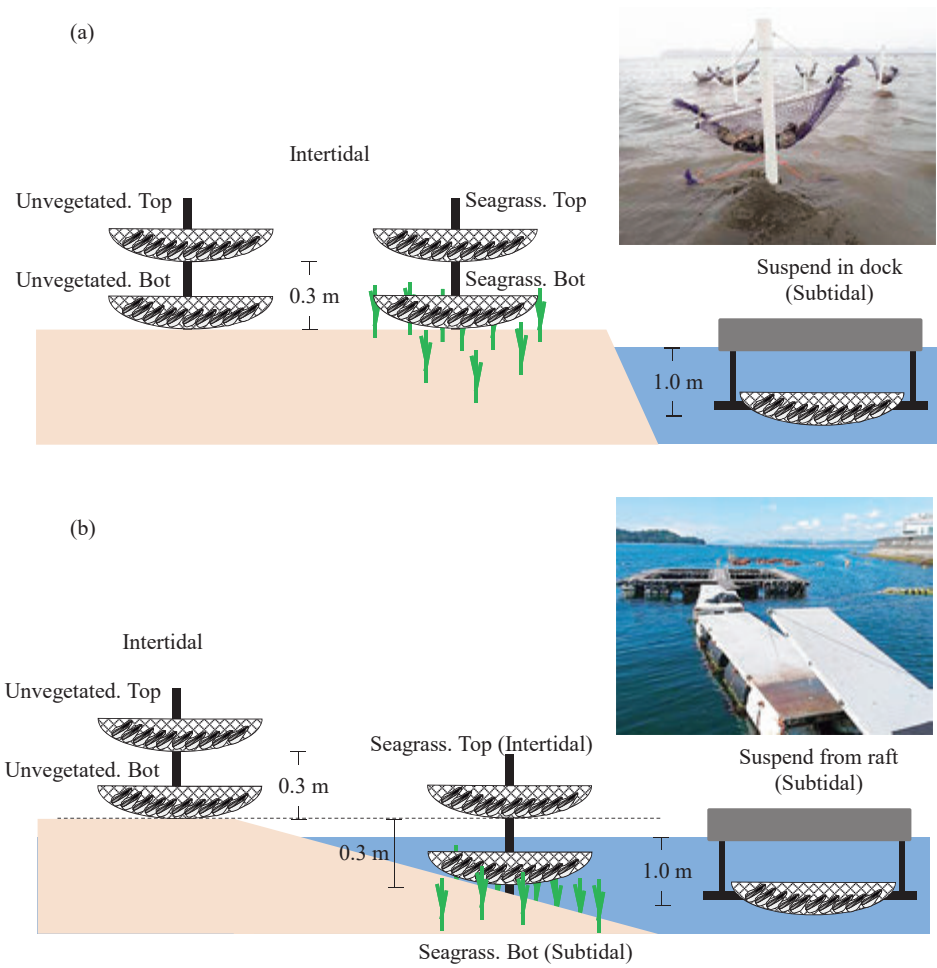 (a)
Intertidal
Unvegetated. Top
Seagrass. Top
Unvegetated. Bot
Seagrass. Bot
0.3 m
Suspend in dock
(Subtidal)
1.0 m
(b)
Intertidal
Unvegetated. Top
Seagrass. Top (Intertidal)
Suspend from raft
(Subtidal)
Unvegetated. Bot
0.3 m
0.3 m
1.0 m
Seagrass. Bot (Subtidal)